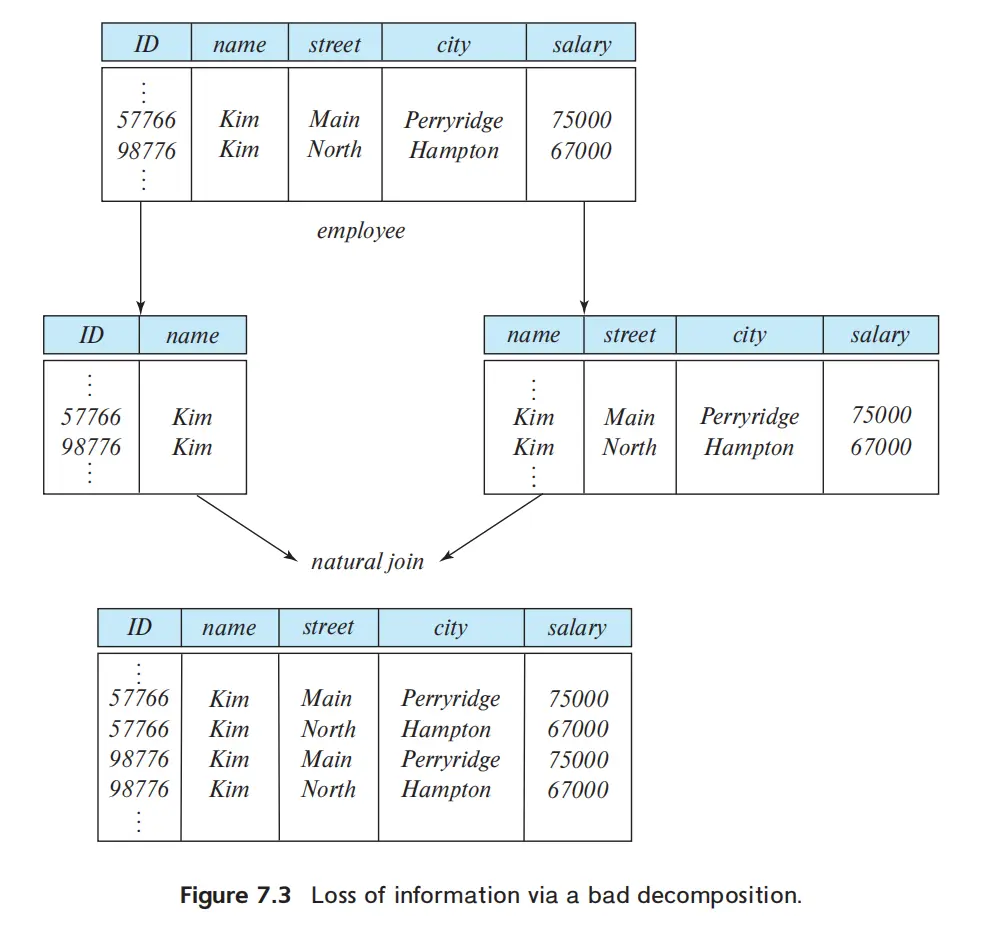 ID name street city salary
⋮
57766 Kim Main Perryridge 75000
98776 Kim North Hampton 67000
⋮
employee
ID name
⋮
57766 Kim
98776 Kim
⋮
name street city salary
⋮
Kim Main Perryridge 75000
Kim North Hampton 67000
⋮
natural join
ID name street city salary
⋮
57766 Kim Main Perryridge 75000
57766 Kim North Hampton 67000
98776 Kim Main Perryridge 75000
98776 Kim North Hampton 67000
⋮
Figure 7.3 Loss of information via a bad decomposition.